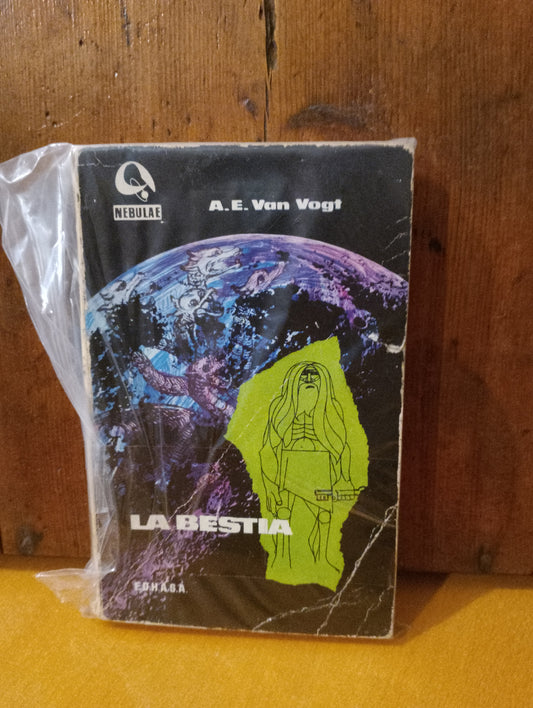 NEBULAE
A.E. Van Vogt
LA BESTIA
E.D.H.A.S.A.